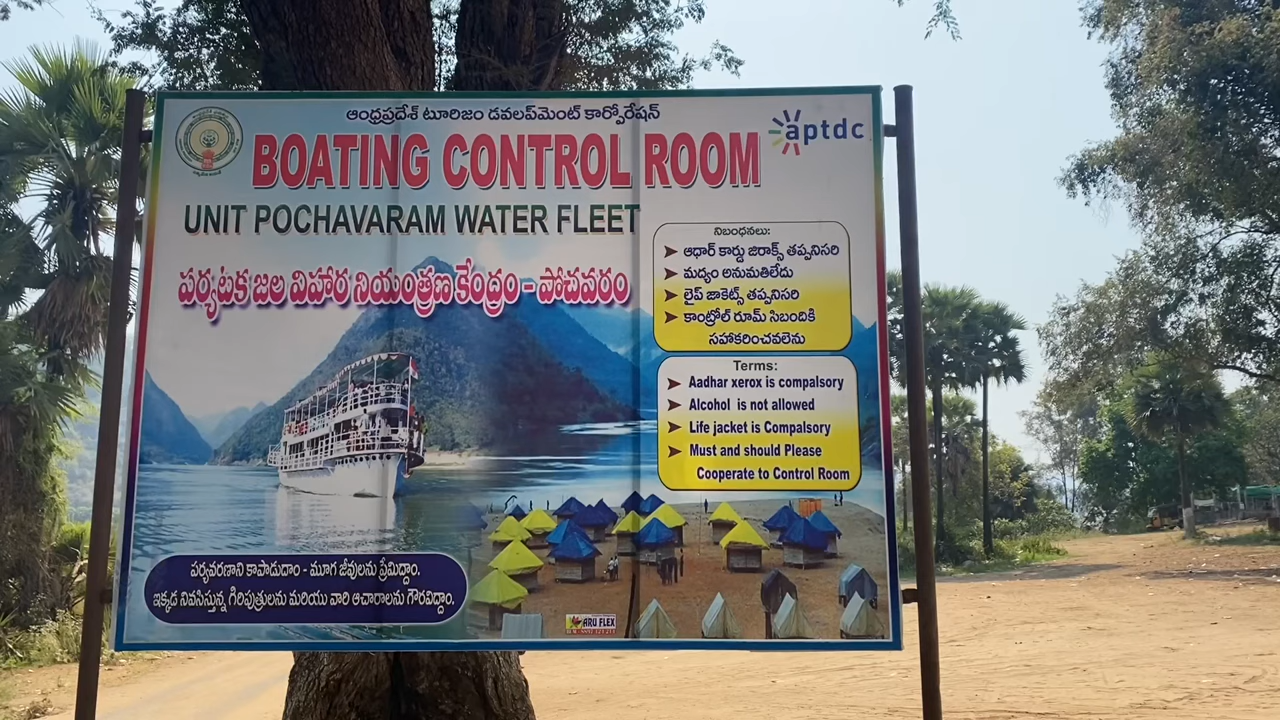 ఆంధ్రప్రదేశ్ టూరిజం డవలప్‌మెంట్ కార్పోరేషన్
aptdc
BOATING CONTROL ROOM
UNIT POCHAVARAM WATER FLEET
పర్యటక జల విహార నియంత్రణ కేంద్రం - పోచవరం
నిబంధనలు:
ఆధార్ కార్డు జిరాక్స్ తప్పనిసరి
మద్యం అనుమతిలేదు
లైఫ్ జాకెట్స్ తప్పనిసరి
కాంట్రోల్ రూమ్ సిబందికి
సహాకరించవలెను
Terms:
Aadhar xerox is compalsory
Alcohol is not allowed
Life jacket is Compalsory
Must and should Please
Cooperate to Control Room
పర్యవరణాని కాపాడుదాం - మూగ జీవులను ప్రేమిద్దాం.
ఇక్కడ నివసిస్తున్న గిరిపుత్రులను మరియు వారి ఆచారాలను గౌరవిద్దాం.
ARU FLEX